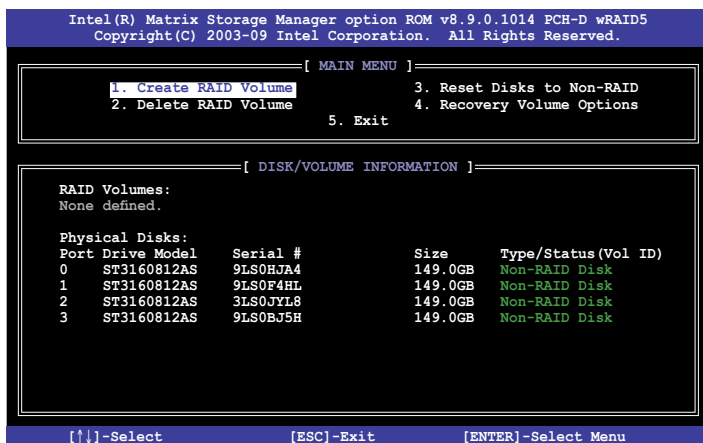 Intel(R) Matrix Storage Manager option ROM v8.9.0.1014 PCH-D wRAID5
Copyright(C) 2003-09 Intel Corporation. All Rights Reserved.
[ MAIN MENU ]
1. Create RAID Volume 3. Reset Disks to Non-RAID
2. Delete RAID Volume 4. Recovery Volume Options
5. Exit
[ DISK/VOLUME INFORMATION ]
RAID Volumes:
None defined.
Physical Disks:
Port Drive Model Serial # Size Type/Status(Vol ID)
0 ST3160812AS 9LS0HJA4 149.0GB Non-RAID Disk
1 ST3160812AS 9LS0F4HL 149.0GB Non-RAID Disk
2 ST3160812AS 3LS0JYL8 149.0GB Non-RAID Disk
3 ST3160812AS 9LS0BJ5H 149.0GB Non-RAID Disk
[↑↓]-Select [ESC]-Exit [ENTER]-Select Menu